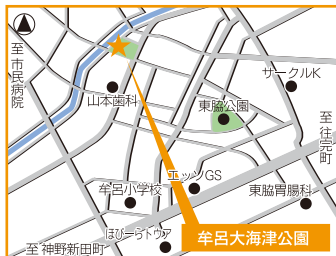 至市民病院
サークルK
山本歯科
東脇公園
至往完町
エッソGS
牟呂小学校
東脇胃腸科
牟呂大海津公園
ほぴーらトウア
至 神野新田町